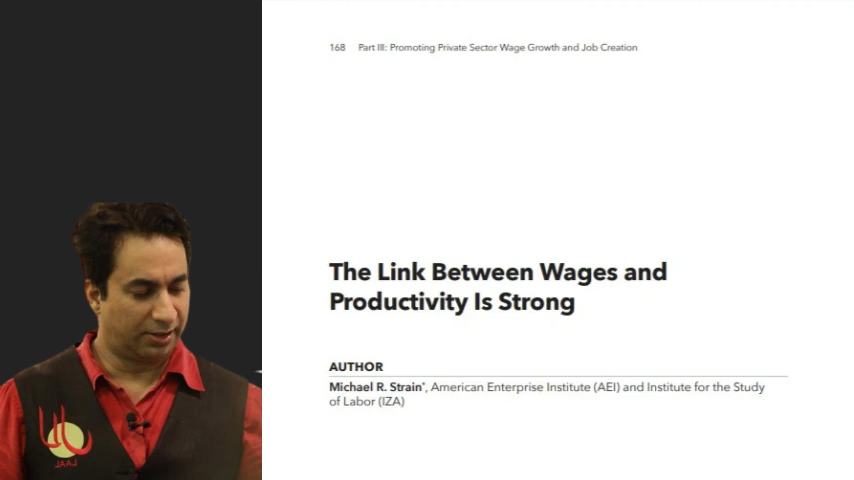 168 Part III: Promoting Private Sector Wage Growth and Job Creation
The Link Between Wages and
Productivity Is Strong
AUTHOR
Michael R. Strain*, American Enterprise Institute (AEI) and Institute for the Study
of Labor (IZA)
JAAJ